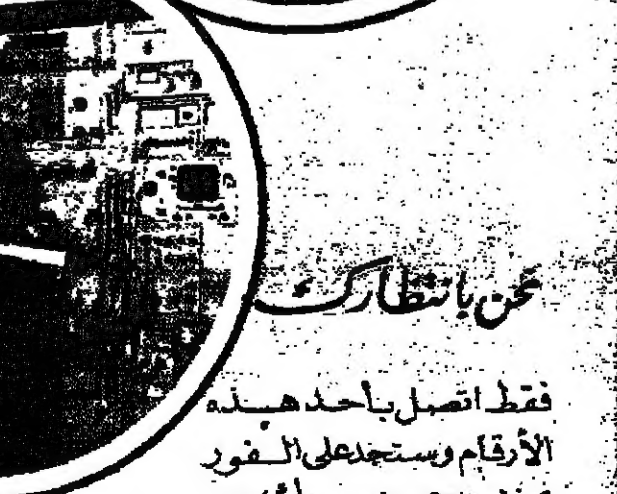 نحن بانتظارك
فقط اتصل بأحد هذه
الأرقام وستجد على الفور